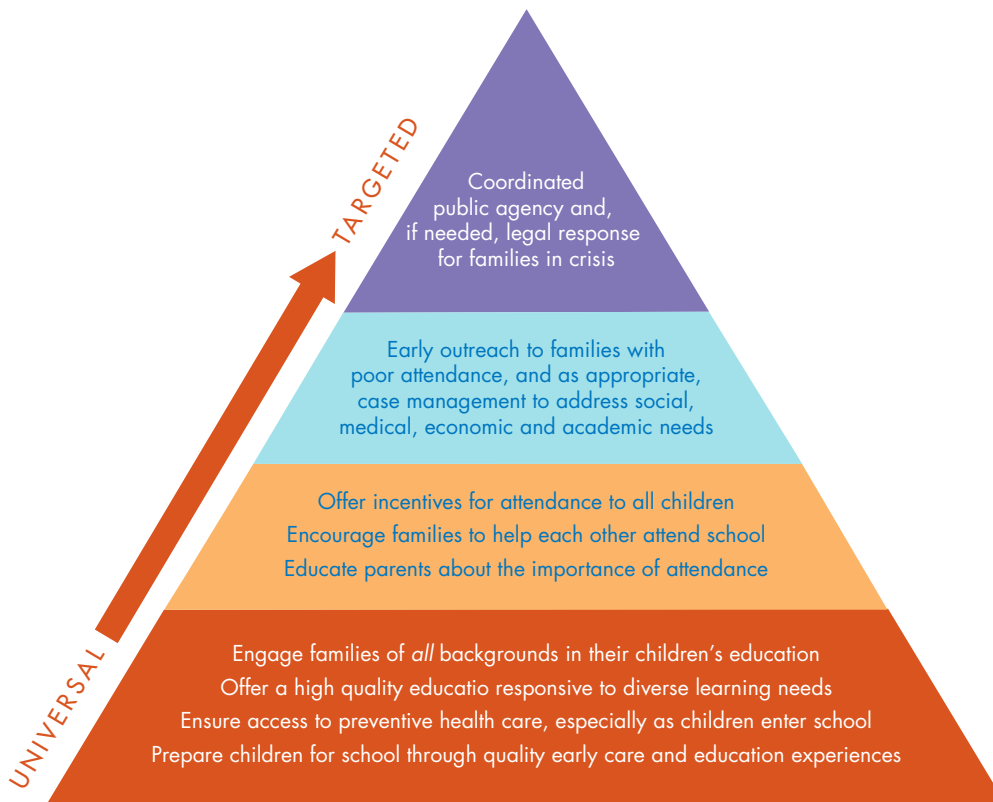 TARGETED
UNIVERSAL
Coordinated
public agency and,
if needed, legal response
for families in crisis
Early outreach to families with
poor attendance, and as appropriate,
case management to address social,
medical, economic and academic needs
Offer incentives for attendance to all children
Encourage families to help each other attend school
Educate parents about the importance of attendance
Engage families of all backgrounds in their children’s education
Offer a high quality educatio responsive to diverse learning needs
Ensure access to preventive health care, especially as children enter school
Prepare children for school through quality early care and education experiences